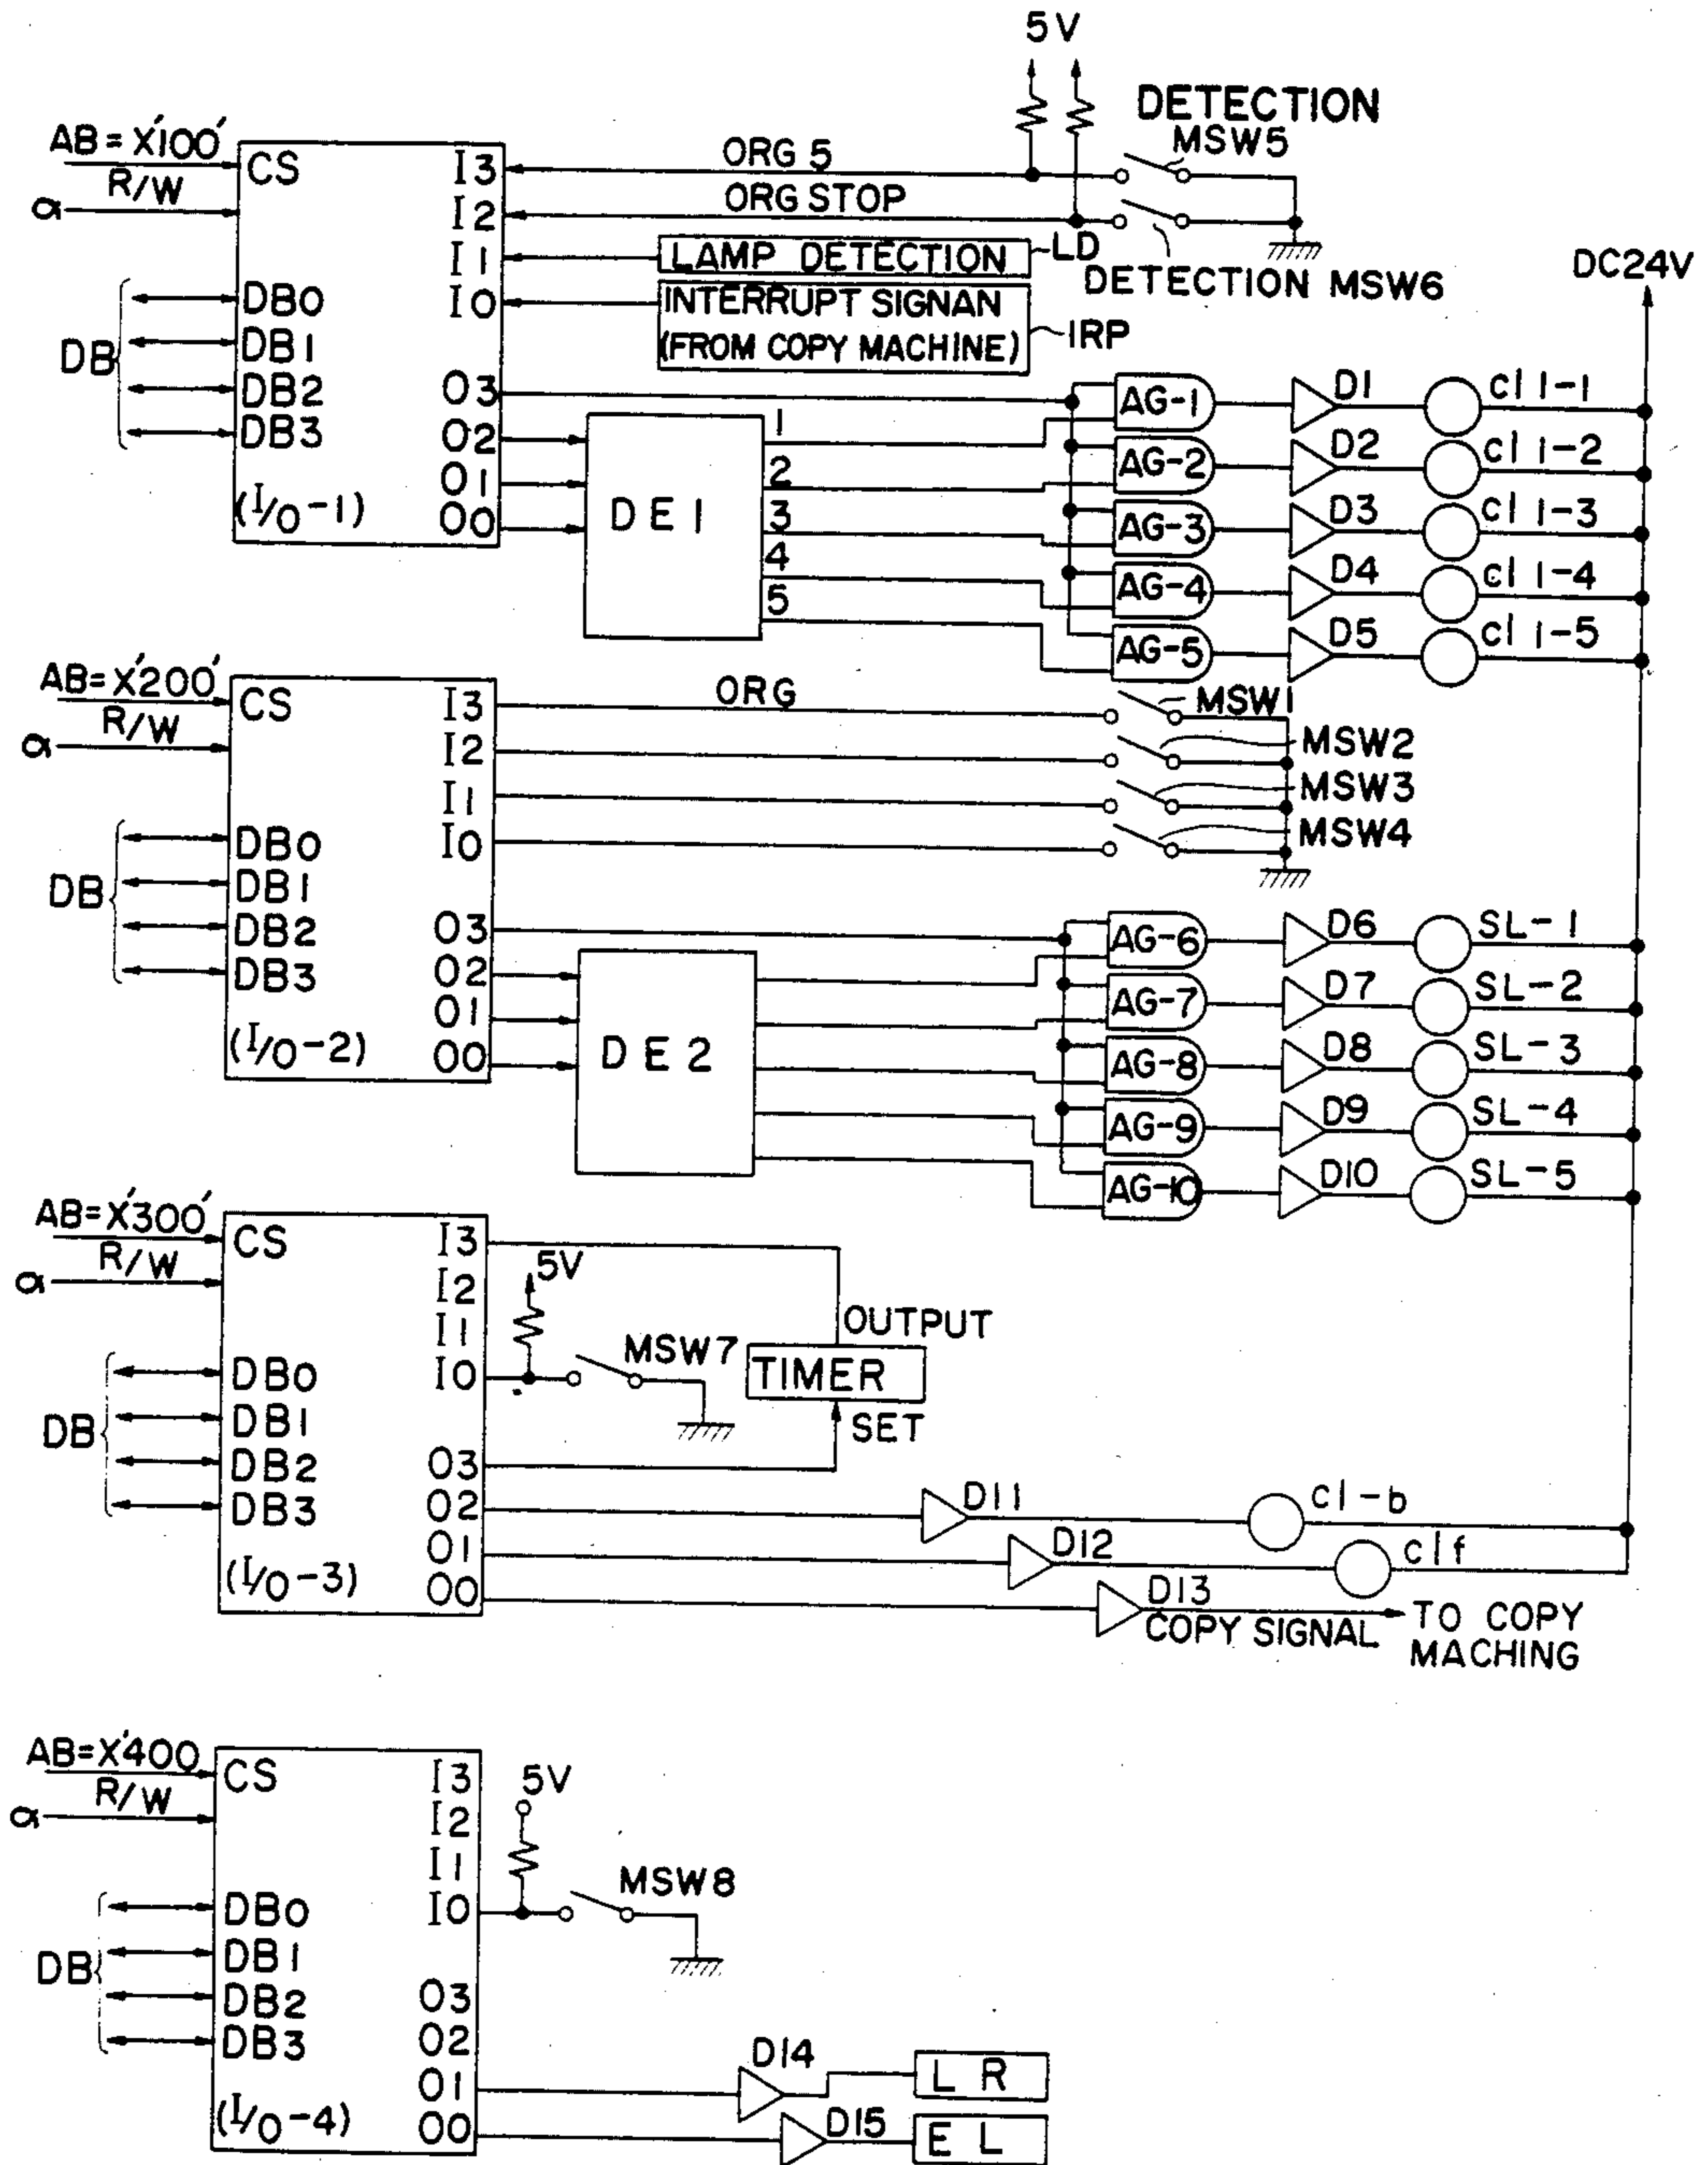 5V
DETECTION
MSW5
AB=X'100'
R/W
α
CS
I3
I2
I1
I0
ORG 5
ORG STOP
LAMP DETECTION
LD
DETECTION MSW6
INTERRUPT SIGNAN
(FROM COPY MACHINE)
IRP
DC24V
DB
DB0
DB1
DB2
DB3
(I/O-1)
O3
O2
O1
O0
DE1
1
2
3
4
5
AG-1
D1
cl 1-1
AG-2
D2
cl 1-2
AG-3
D3
cl 1-3
AG-4
D4
cl 1-4
AG-5
D5
cl 1-5
AB=X'200'
R/W
α
CS
I3
I2
I1
I0
ORG
MSW1
MSW2
MSW3
MSW4
DB
DB0
DB1
DB2
DB3
(I/O-2)
O3
O2
O1
O0
DE2
AG-6
D6
SL-1
AG-7
D7
SL-2
AG-8
D8
SL-3
AG-9
D9
SL-4
AG-10
D10
SL-5
AB=X'300'
R/W
α
CS
I3
I2
I1
I0
5V
MSW7
OUTPUT
TIMER
SET
DB
DB0
DB1
DB2
DB3
(I/O-3)
O3
O2
O1
O0
D11
cl-b
D12
clf
D13
COPY SIGNAL
TO COPY
MACHING
AB=X'400
R/W
α
CS
I3
I2
I1
I0
5V
MSW8
DB
DB0
DB1
DB2
DB3
(I/O-4)
O3
O2
O1
O0
D14
LR
D15
EL